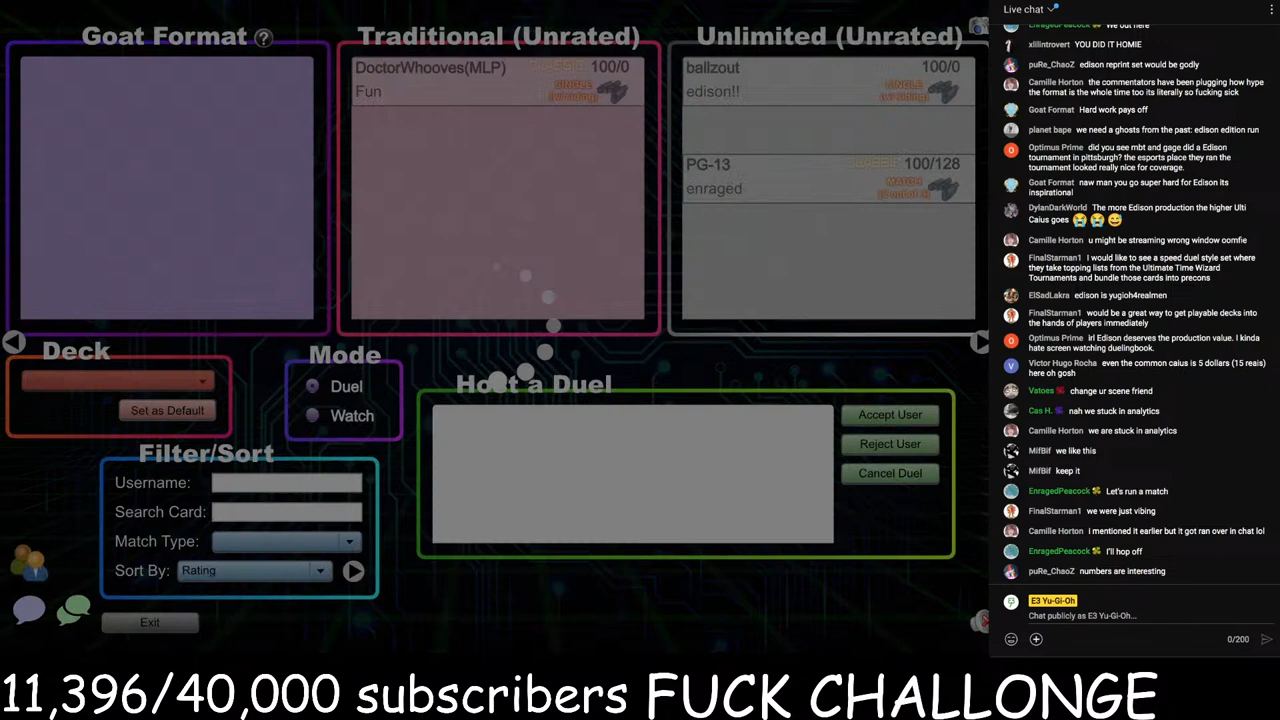 Goat Format ?
Traditional (Unrated)
DoctorWhooves(MLP) CLASSIC 100/0
Fun
SINGLE
Unlimited (Unrated)
ballzout 100/0
edison!!
SINGLE
PG-13 100/128
enraged
MATCH
Deck
Set as Default
Mode
Duel
Watch
Host a Duel
Accept User
Reject User
Cancel Duel
Filter/Sort
Username:
Search Card:
Match Type:
Sort By: Rating
Exit
Live chat
EnragedPeacock We out here
xlilintrovert YOU DID IT HOMIE
puRe_ChaoZ edison reprint set would be godly
Camille Horton the commentators have been plugging how hype
the format is the whole time too its literally so fucking sick
Goat Format Hard work pays off
planet bape we need a ghosts from the past: edison edition run
Optimus Prime did you see mbt and gage did a Edison
tournament in pittsburgh? the esports place they ran the
tournament looked really nice for coverage.
Goat Format naw man you go super hard for Edison its
inspirational
DylanDarkWorld The more Edison production the higher Ulti
Caius goes 😭😭😅
Camille Horton u might be streaming wrong window oomfie
FinalStarman1 I would like to see a speed duel style set where
they take topping lists from the Ultimate Time Wizard
Tournaments and bundle those cards into precons
ElSadLakra edison is yugioh4realmen
FinalStarman1 would be a great way to get playable decks into
the hands of players immediately
Optimus Prime irl Edison deserves the production value. I kinda
hate screen watching duelingbook.
Victor Hugo Rocha even the common caius is 5 dollars (15 reais)
here oh gosh
Vatoes change ur scene friend
Cas H. nah we stuck in analytics
Camille Horton we are stuck in analytics
MifBif we like this
MifBif keep it
EnragedPeacock Let's run a match
FinalStarman1 we were just vibing
Camille Horton i mentioned it earlier but it got ran over in chat lol
EnragedPeacock I'll hop off
puRe_ChaoZ numbers are interesting
E3 Yu-Gi-Oh
Chat publicly as E3 Yu-Gi-Oh...
0/200
11,396/40,000 subscribers FUCK CHALLONGE